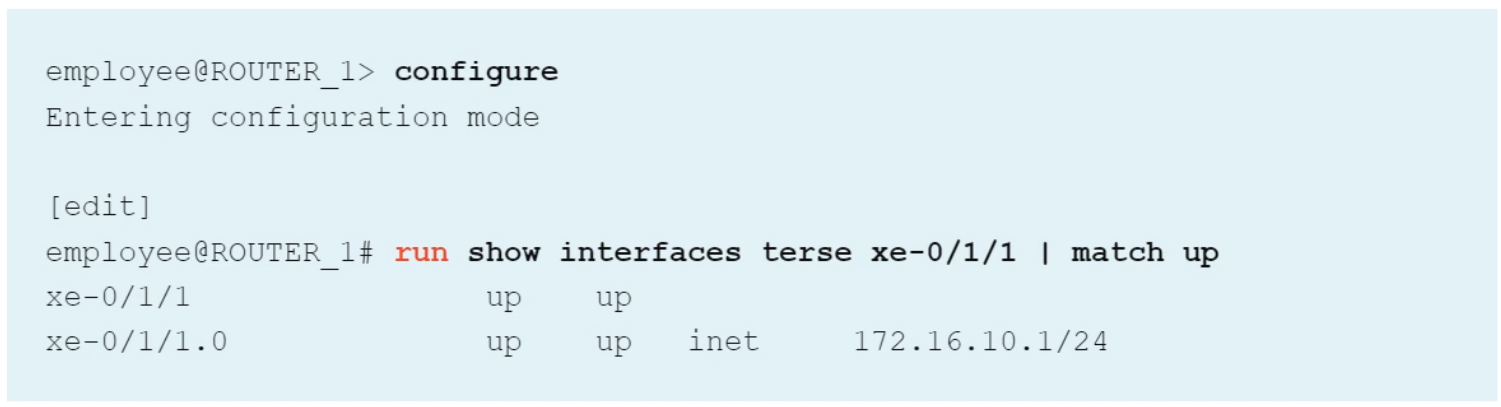 employee@ROUTER_1> configure
Entering configuration mode
[edit]
employee@ROUTER_1# run show interfaces terse xe-0/1/1 | match up
xe-0/1/1 up up
xe-0/1/1.0 up up inet 172.16.10.1/24